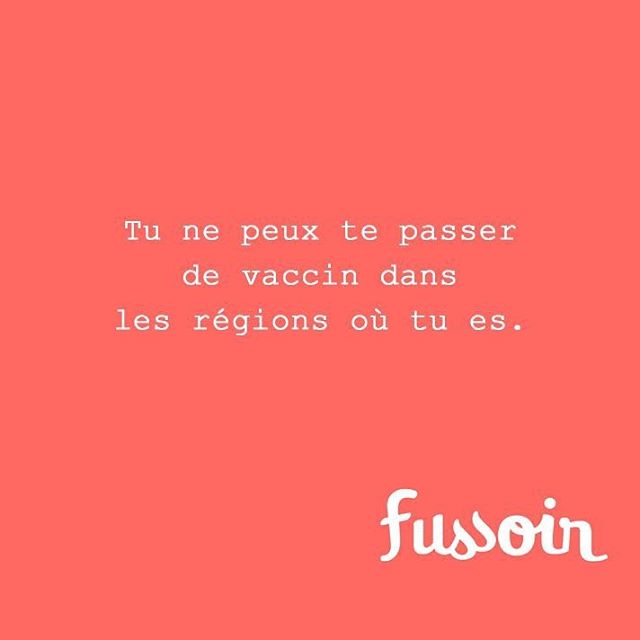 Tu ne peux te passer
de vaccin dans
les régions où tu es.
fussoir